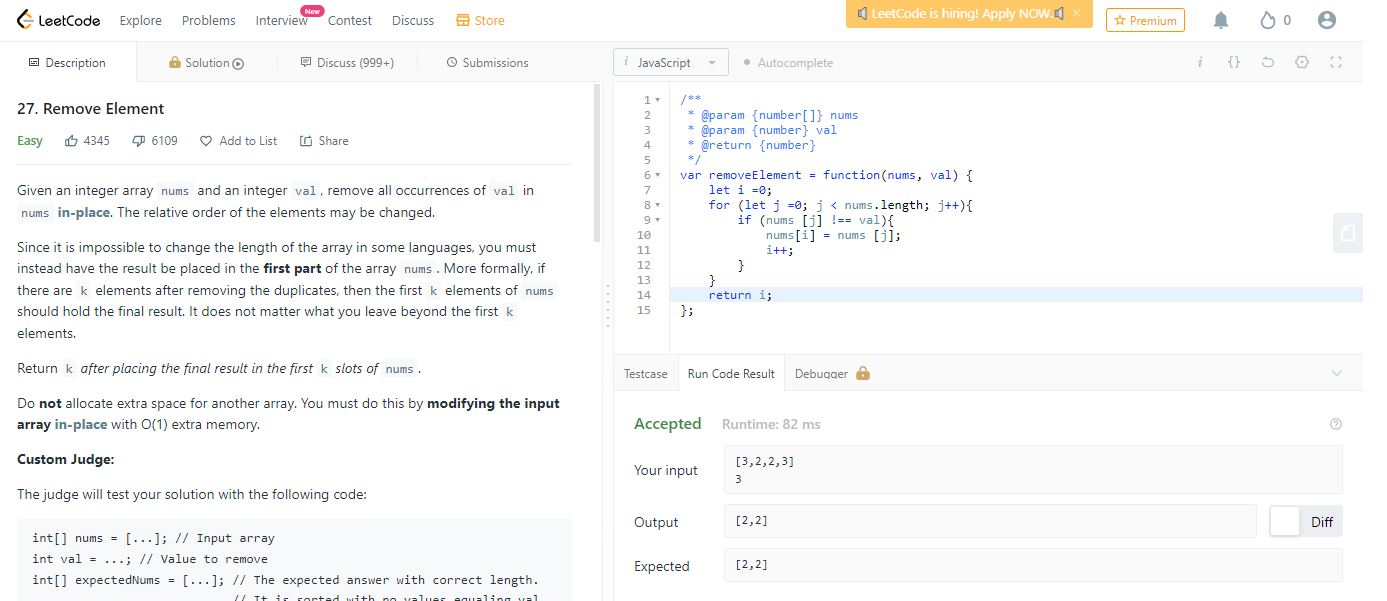 LeetCode Explore Problems Interview New Contest Discuss Store LeetCode is hiring! Apply NOW. × Premium 0
Description Solution Discuss (999+) Submissions
27. Remove Element
Easy 4345 6109 Add to List Share
Given an integer array nums and an integer val, remove all occurrences of val in
nums in-place. The relative order of the elements may be changed.
Since it is impossible to change the length of the array in some languages, you must
instead have the result be placed in the first part of the array nums. More formally, if
there are k elements after removing the duplicates, then the first k elements of nums
should hold the final result. It does not matter what you leave beyond the first k
elements.
Return k after placing the final result in the first k slots of nums.
Do not allocate extra space for another array. You must do this by modifying the input
array in-place with O(1) extra memory.
Custom Judge:
The judge will test your solution with the following code:
int[] nums = [...]; // Input array
int val = ...; // Value to remove
int[] expectedNums = [...]; // The expected answer with correct length.
// It is sorted with no values equaling val
i JavaScript Autocomplete i {}
1 /**
2 * @param {number[]} nums
3 * @param {number} val
4 * @return {number}
5 */
6 var removeElement = function(nums, val) {
7 let i =0;
8 for (let j =0; j < nums.length; j++){
9 if (nums [j] !== val){
10 nums[i] = nums [j];
11 i++;
12 }
13 }
14 return i;
15 };
Testcase Run Code Result Debugger
Accepted Runtime: 82 ms
Your input [3,2,2,3]
3
Output [2,2] Diff
Expected [2,2]